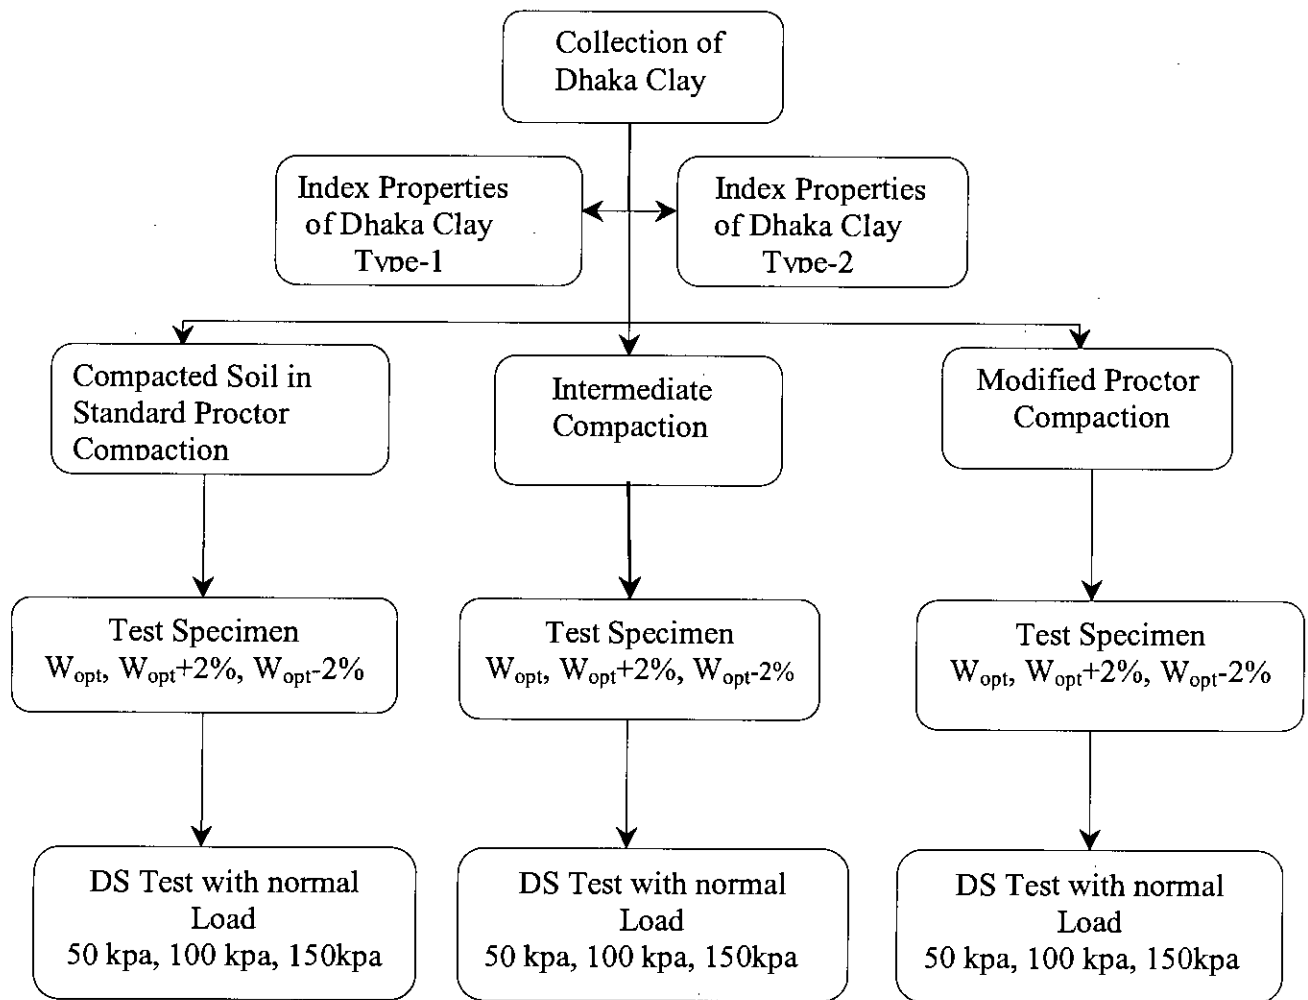 Collection of
Dhaka Clay
Index Properties
of Dhaka Clay
Type-1
Index Properties
of Dhaka Clay
Type-2
Compacted Soil in
Standard Proctor
Compaction
Intermediate
Compaction
Modified Proctor
Compaction
Test Specimen
Wopt, Wopt+2%, Wopt-2%
Test Specimen
Wopt, Wopt+2%, Wopt-2%
Test Specimen
Wopt, Wopt+2%, Wopt-2%
DS Test with normal
Load
50 kpa, 100 kpa, 150kpa
DS Test with normal
Load
50 kpa, 100 kpa, 150kpa
DS Test with normal
Load
50 kpa, 100 kpa, 150kpa